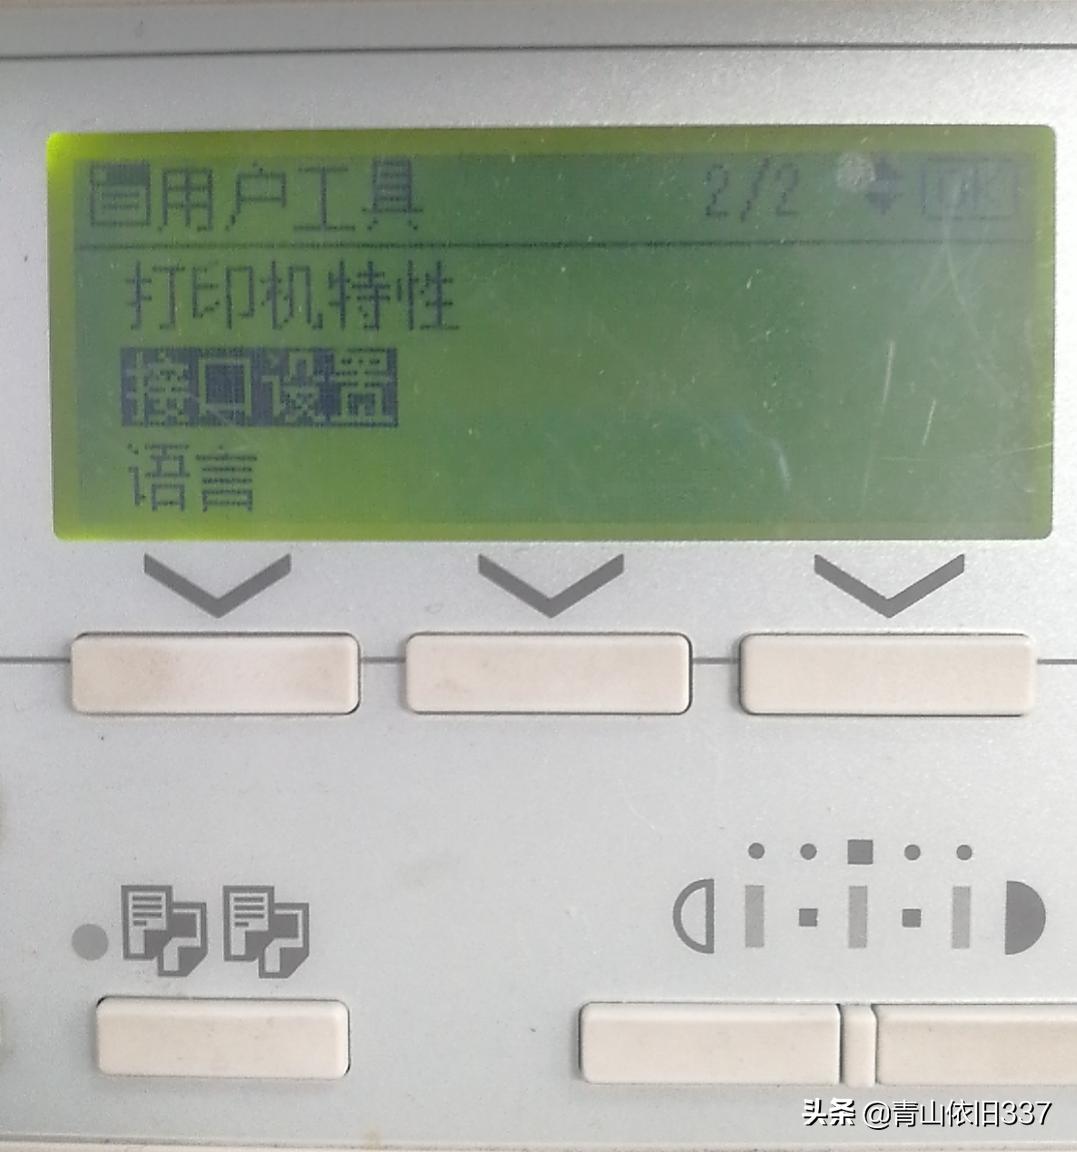 用户工具 2/2 OK
打印机特性
接口设置
语言
头条 @青山依旧337